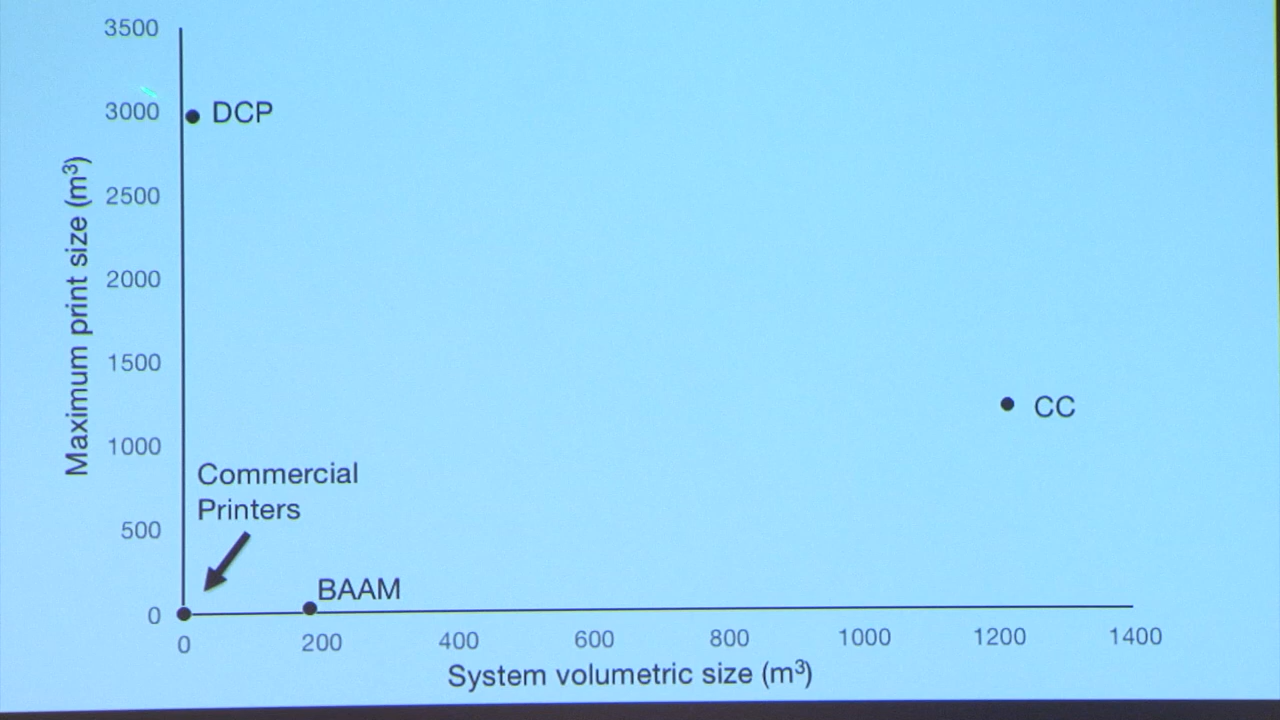 3500
3000
2500
2000
1500
1000
500
0
Maximum print size (m³)
DCP
CC
Commercial
Printers
BAAM
0 200 400 600 800 1000 1200 1400
System volumetric size (m³)